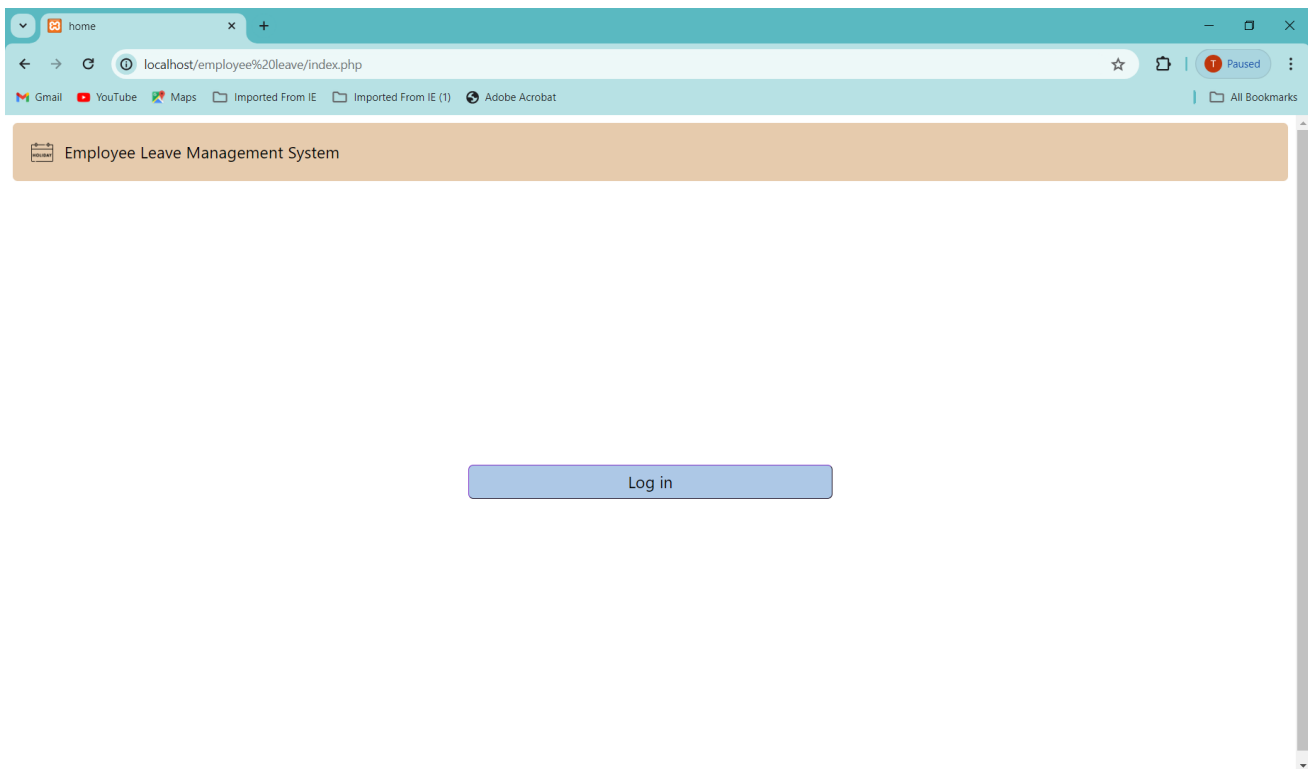 home
localhost/employee%20leave/index.php
T Paused
Gmail YouTube Maps Imported From IE Imported From IE (1) Adobe Acrobat All Bookmarks
HOLIDAY Employee Leave Management System
Log in